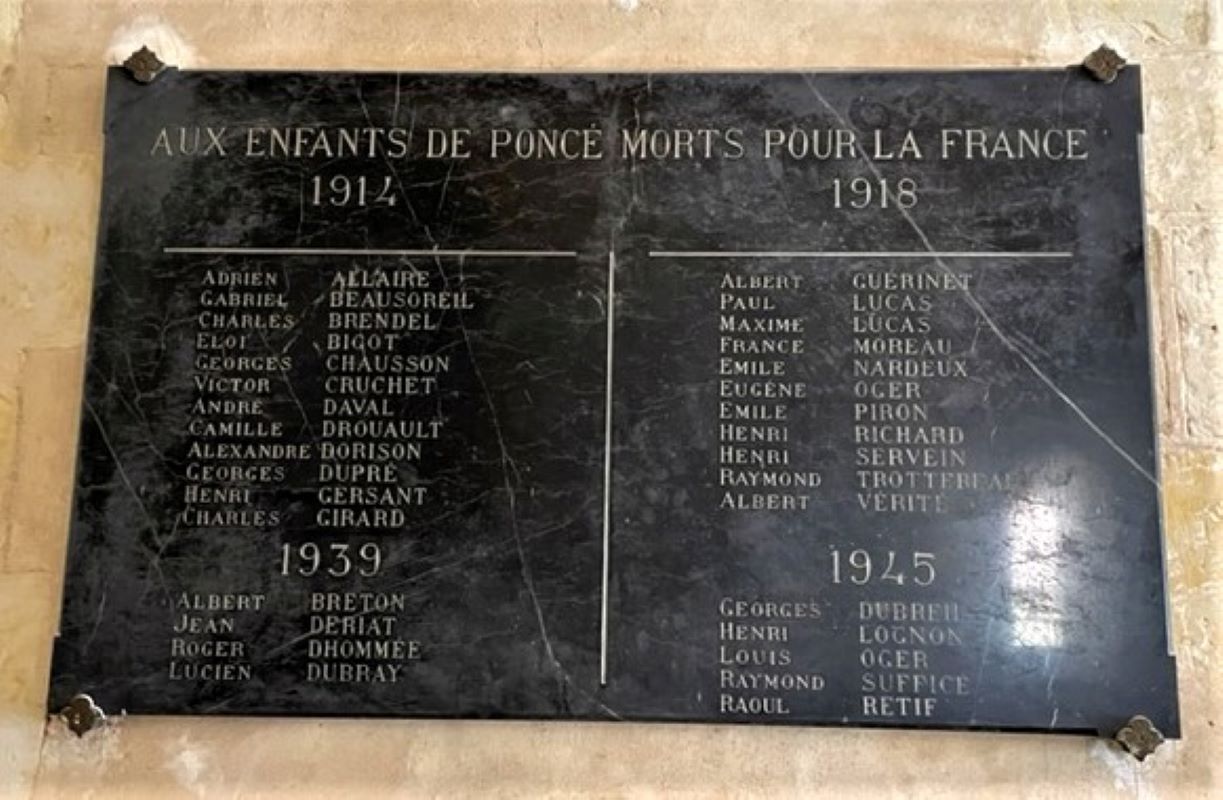 AUX ENFANTS DE PONCÉ MORTS POUR LA FRANCE
1914 1918
ADRIEN ALLAIRE
GABRIEL BEAUSOREIL
CHARLES BRENDEL
ELOI BIGOT
GEORGES CHAUSSON
VICTOR CRUCHET
ANDRÉ DAVAL
CAMILLE DROUAULT
ALEXANDRE DORISON
GEORGES DUPRÉ
HENRI GERSANT
CHARLES GIRARD
ALBERT GUERINET
PAUL LUCAS
MAXIME LUCAS
FRANCE MOREAU
EMILE NARDEUX
EUGÈNE OGER
EMILE PIRON
HENRI RICHARD
HENRI SERVEIN
RAYMOND TROTTEREAU
ALBERT VÉRITÉ
1939 1945
ALBERT BRETON
JEAN DERIAT
ROGER DHOMMÉE
LUCIEN DUBRAY
GEORGES DUBREIL
HENRI LOGNON
LOUIS OGER
RAYMOND SUFFICE
RAOUL RETIF